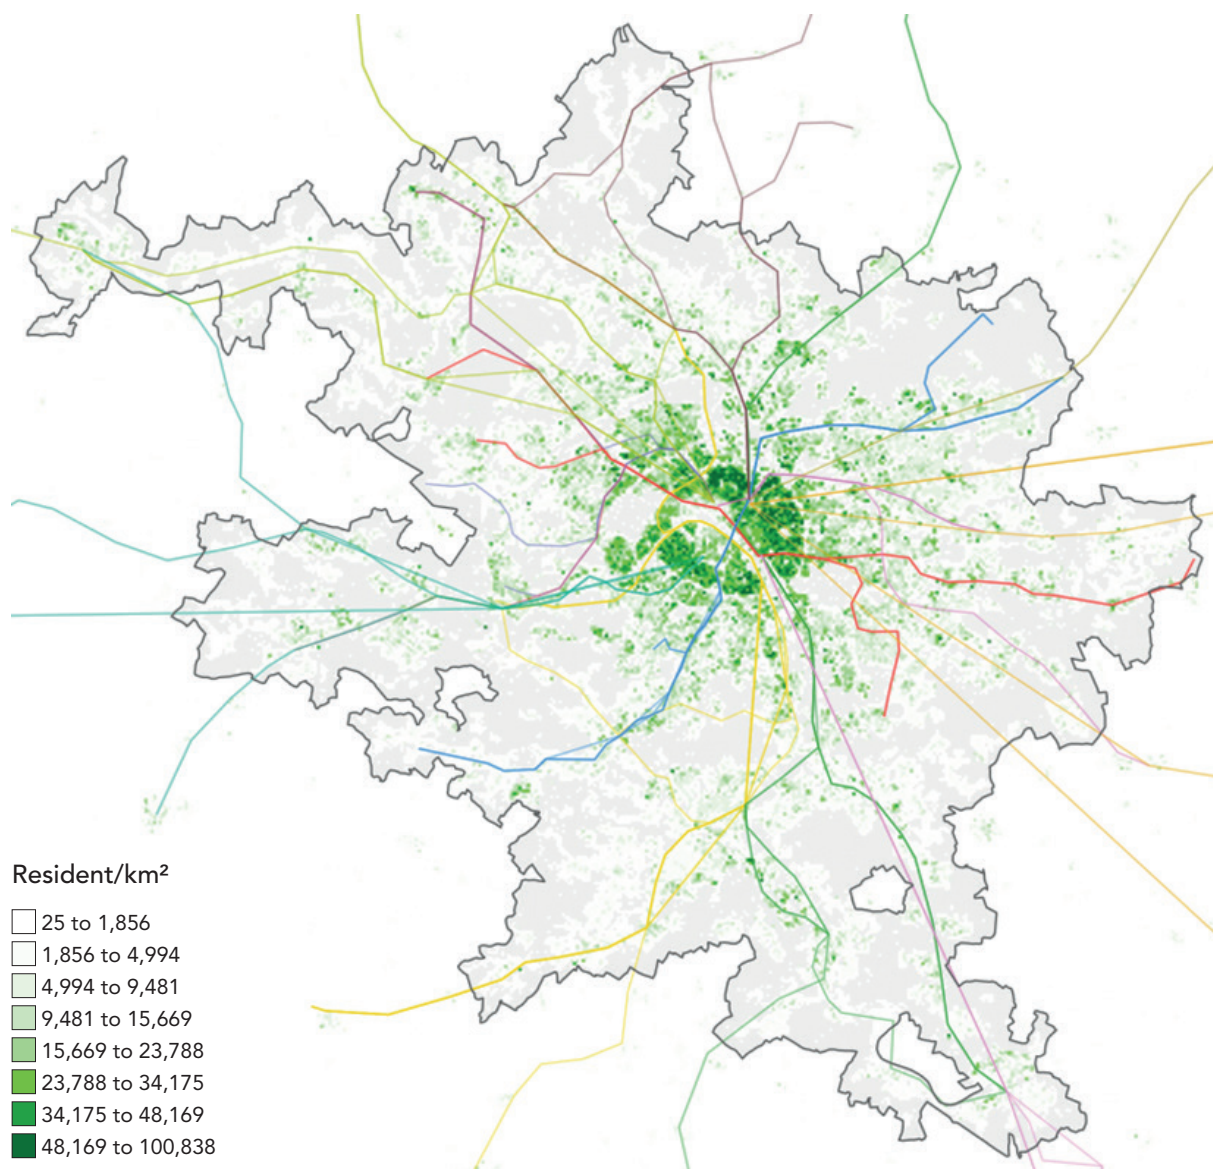 Resident/km²
25 to 1,856
1,856 to 4,994
4,994 to 9,481
9,481 to 15,669
15,669 to 23,788
23,788 to 34,175
34,175 to 48,169
48,169 to 100,838